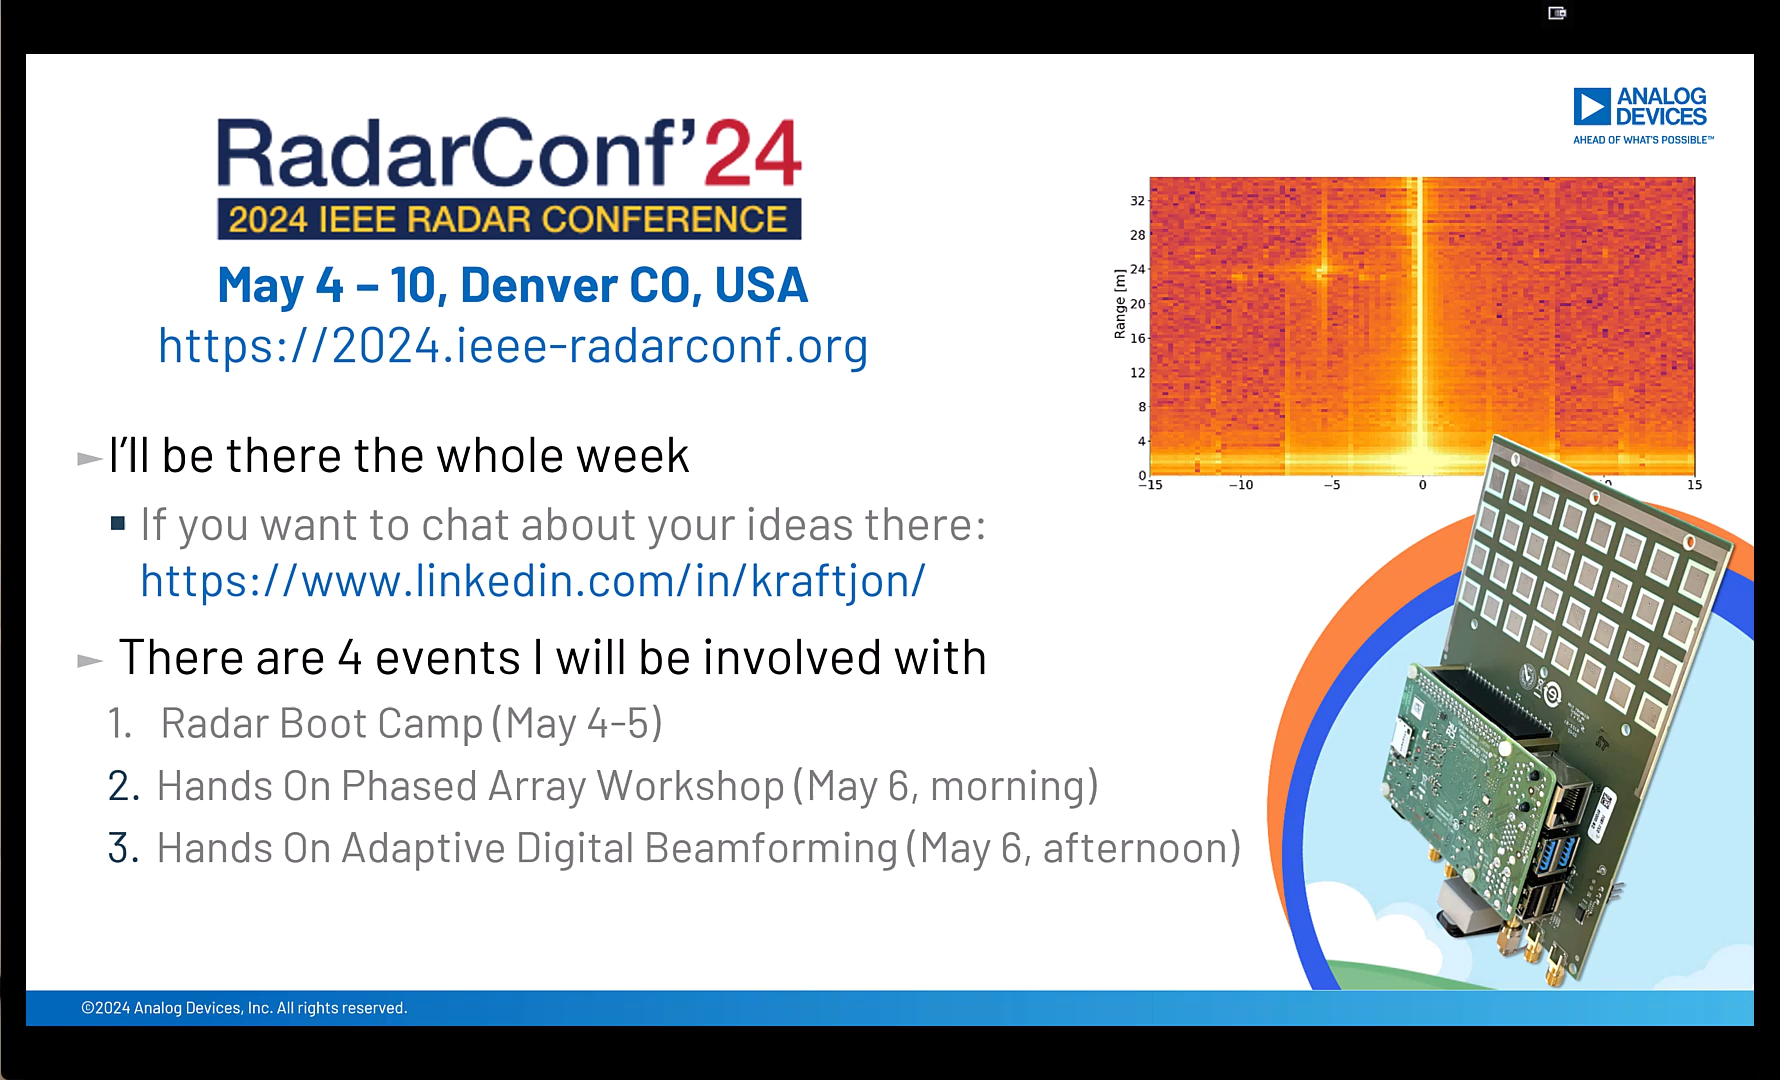 ANALOG
DEVICES
AHEAD OF WHAT'S POSSIBLE™
RadarConf'24
2024 IEEE RADAR CONFERENCE
May 4 – 10, Denver CO, USA
https://2024.ieee-radarconf.org
I'll be there the whole week
If you want to chat about your ideas there:
https://www.linkedin.com/in/kraftjon/
There are 4 events I will be involved with
1. Radar Boot Camp (May 4-5)
2. Hands On Phased Array Workshop (May 6, morning)
3. Hands On Adaptive Digital Beamforming (May 6, afternoon)
Range [m]
32
28
24
20
16
12
8
4
0
−15 −10 −5 0 15
©2024 Analog Devices, Inc. All rights reserved.